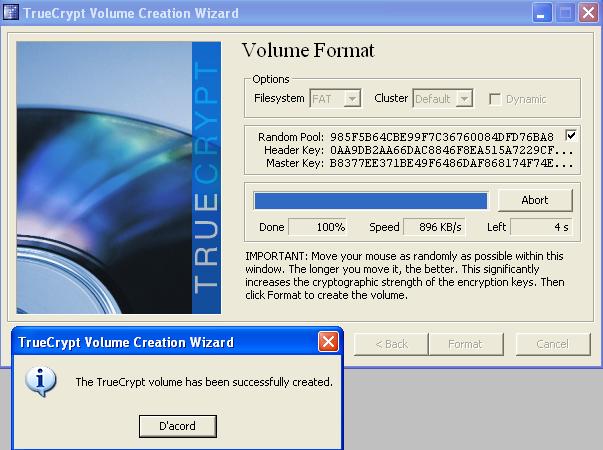 TrueCrypt Volume Creation Wizard
TRUECRYPT
Volume Format
Options
Filesystem FAT Cluster Default Dynamic
Random Pool: 985F5B64CBE99F7C36760084DFD76BA8
Header Key: 0AA9DB2AA66DAC8846F8EA515A7229CF...
Master Key: B8377EE371BE49F6486DAF868174F74E...
Abort
Done 100% Speed 896 KB/s Left 4 s
IMPORTANT: Move your mouse as randomly as possible within this
window. The longer you move it, the better. This significantly
increases the cryptographic strength of the encryption keys. Then
click Format to create the volume.
< Back Format Cancel
TrueCrypt Volume Creation Wizard
The TrueCrypt volume has been successfully created.
D'acord